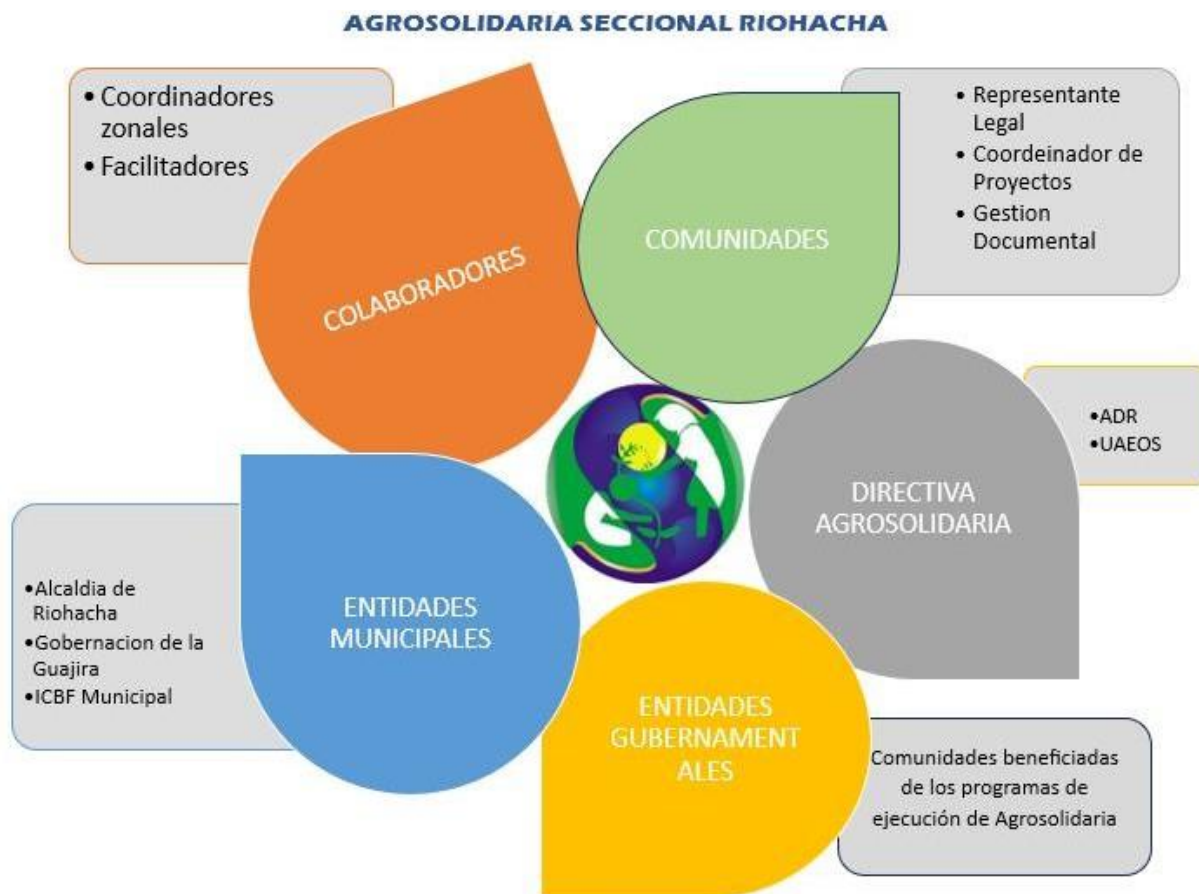 AGROSOLIDARIA SECCIONAL RIOHACHA
• Coordinadores
zonales
• Facilitadores
COLABORADORES
COMUNIDADES
• Representante
Legal
• Coordeinador de
Proyectos
• Gestion
Documental
DIRECTIVA
AGROSOLIDARIA
•ADR
•UAEOS
•Alcaldia de
Riohacha
•Gobernacion de la
Guajira
•ICBF Municipal
ENTIDADES
MUNICIPALES
ENTIDADES
GUBERNAMENT
ALES
Comunidades beneficiadas
de los programas de
ejecución de Agrosolidaria